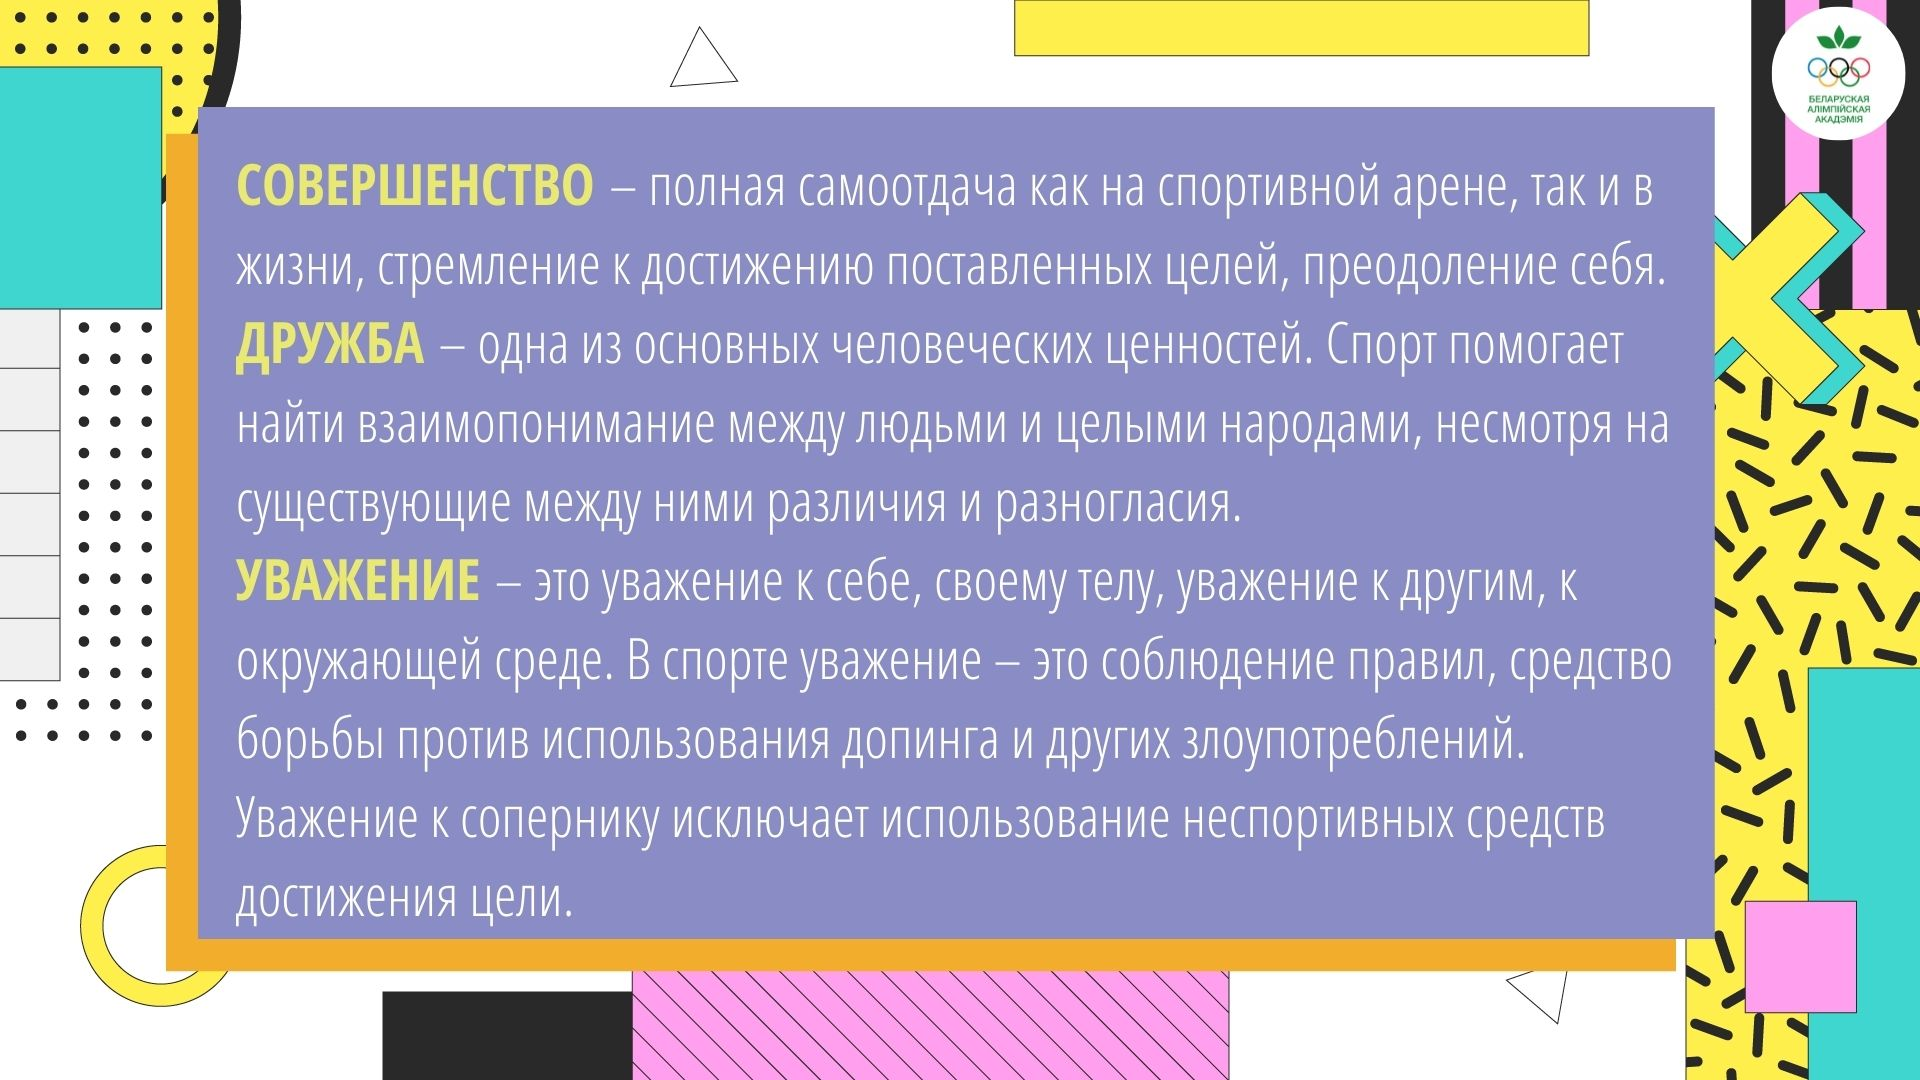 БЕЛАРУСКАЯ
АЛІМПІЙСКАЯ
АКАДЭМІЯ
СОВЕРШЕНСТВО – полная самоотдача как на спортивной арене, так и в
жизни, стремление к достижению поставленных целей, преодоление себя.
ДРУЖБА – одна из основных человеческих ценностей. Спорт помогает
найти взаимопонимание между людьми и целыми народами, несмотря на
существующие между ними различия и разногласия.
УВАЖЕНИЕ – это уважение к себе, своему телу, уважение к другим, к
окружающей среде. В спорте уважение – это соблюдение правил, средство
борьбы против использования допинга и других злоупотреблений.
Уважение к сопернику исключает использование неспортивных средств
достижения цели.